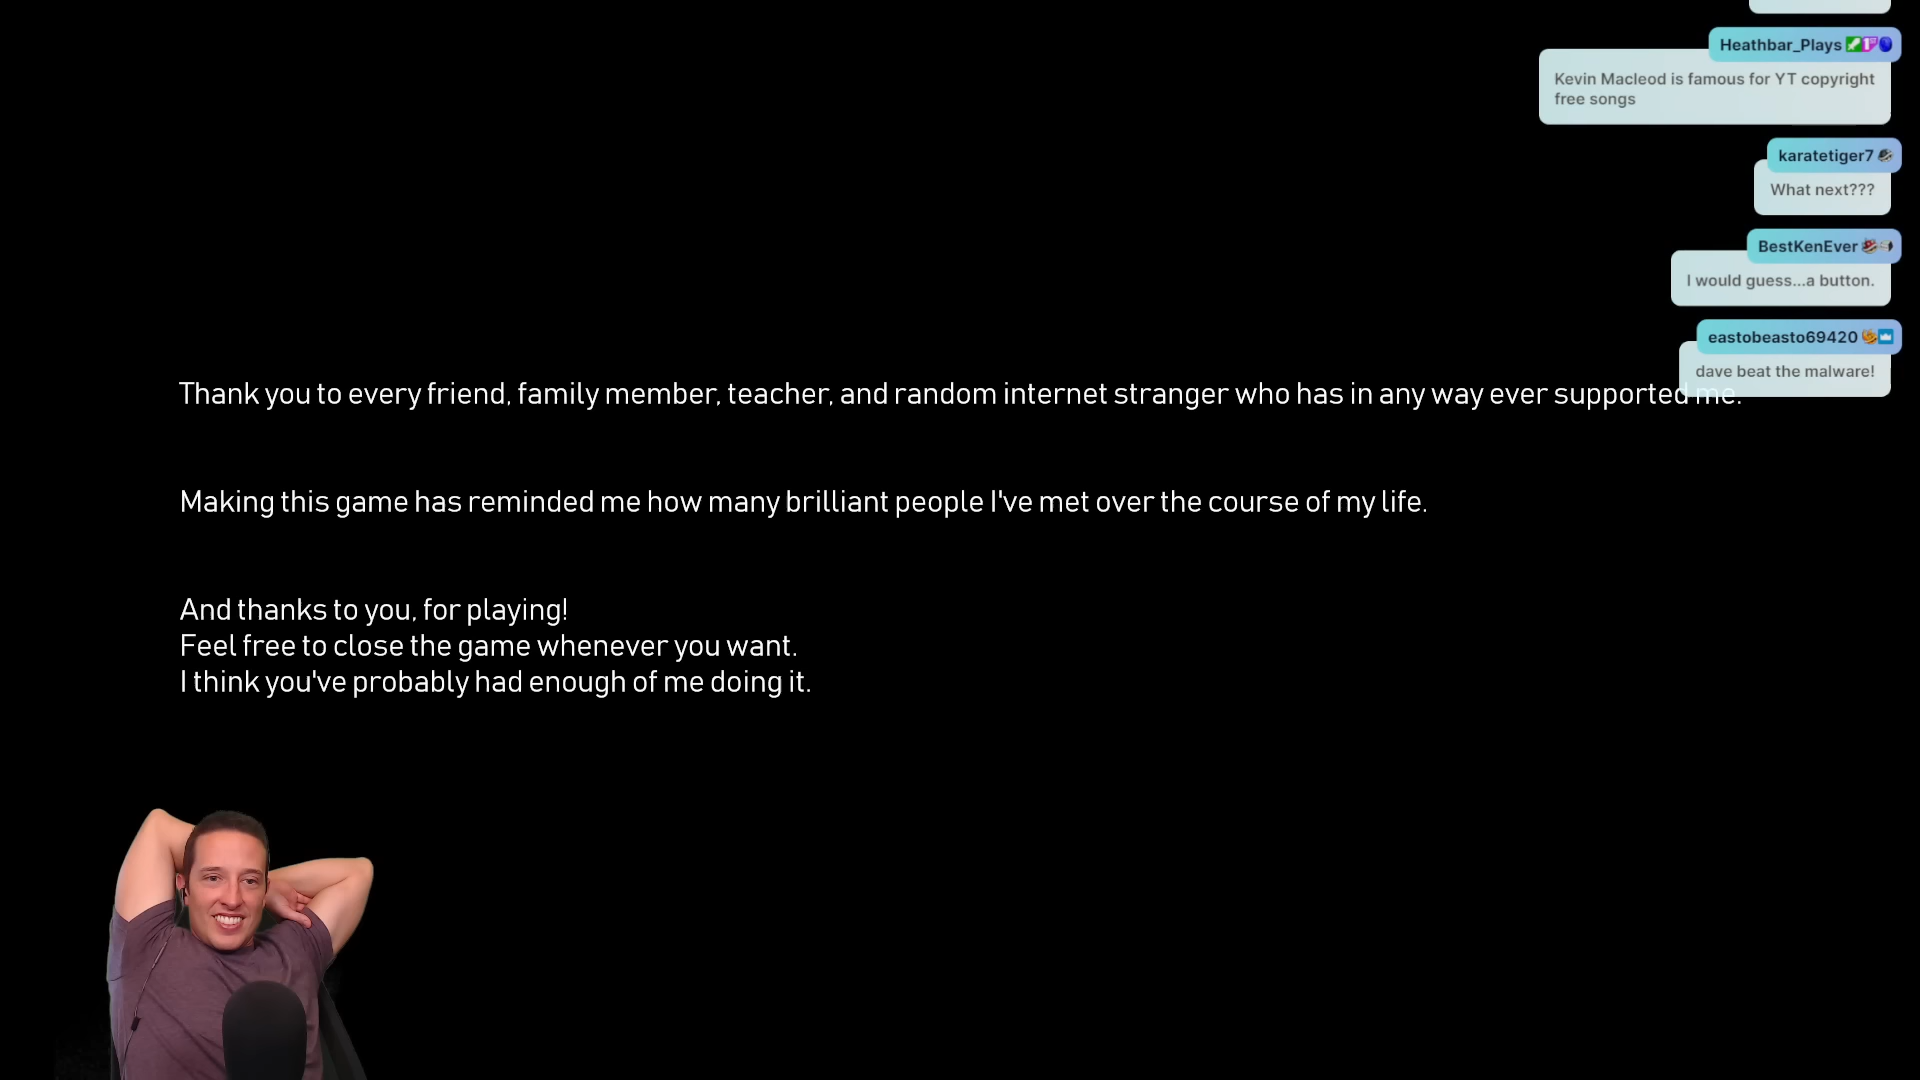 Heathbar_Plays
Kevin Macleod is famous for YT copyright
free songs
karatetiger7
What next???
BestKenEver
I would guess...a button.
eastobeasto69420
dave beat the malware!
Thank you to every friend, family member, teacher, and random internet stranger who has in any way ever supported me.
Making this game has reminded me how many brilliant people I've met over the course of my life.
And thanks to you, for playing!
Feel free to close the game whenever you want.
I think you've probably had enough of me doing it.